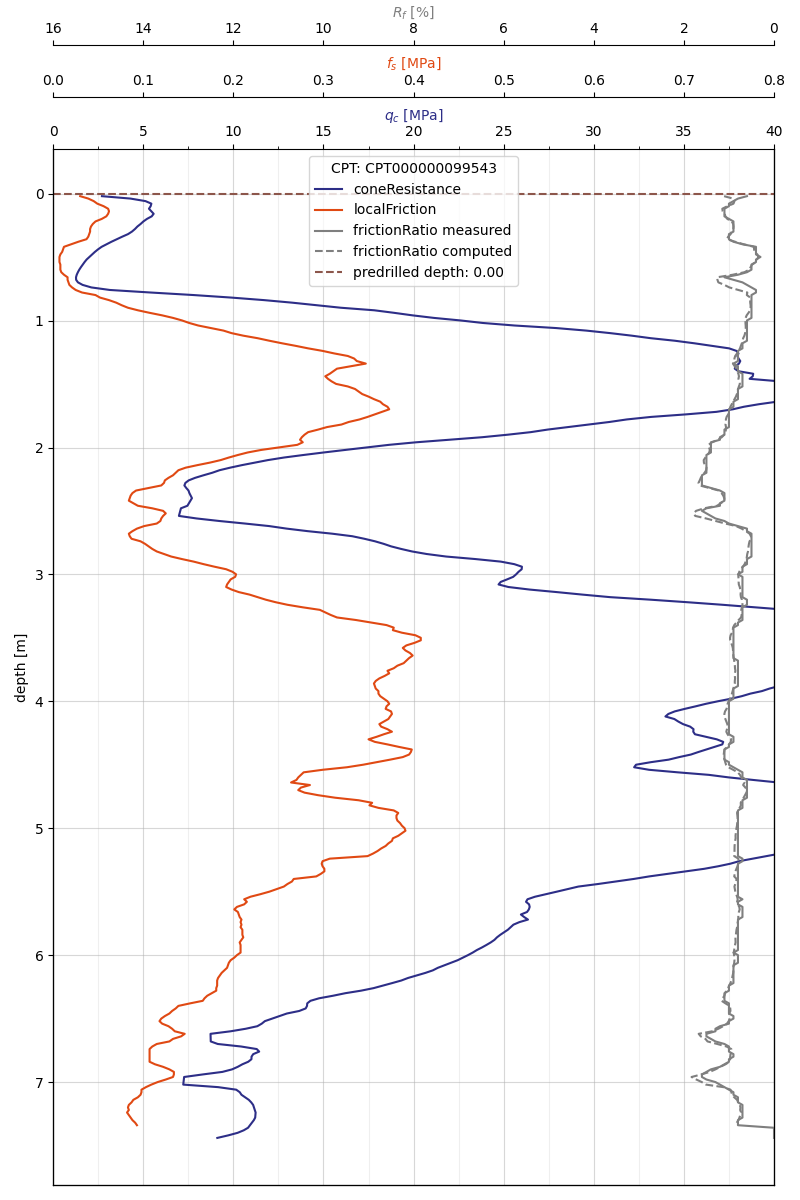 R_f [%]
16 14 12 10 8 6 4 2 0
f_s [MPa]
0.0 0.1 0.2 0.3 0.4 0.5 0.6 0.7 0.8
q_c [MPa]
0 5 10 15 20 25 30 35 40
CPT: CPT000000099543
coneResistance
localFriction
frictionRatio measured
frictionRatio computed
predrilled depth: 0.00
depth [m]
0
1
2
3
4
5
6
7